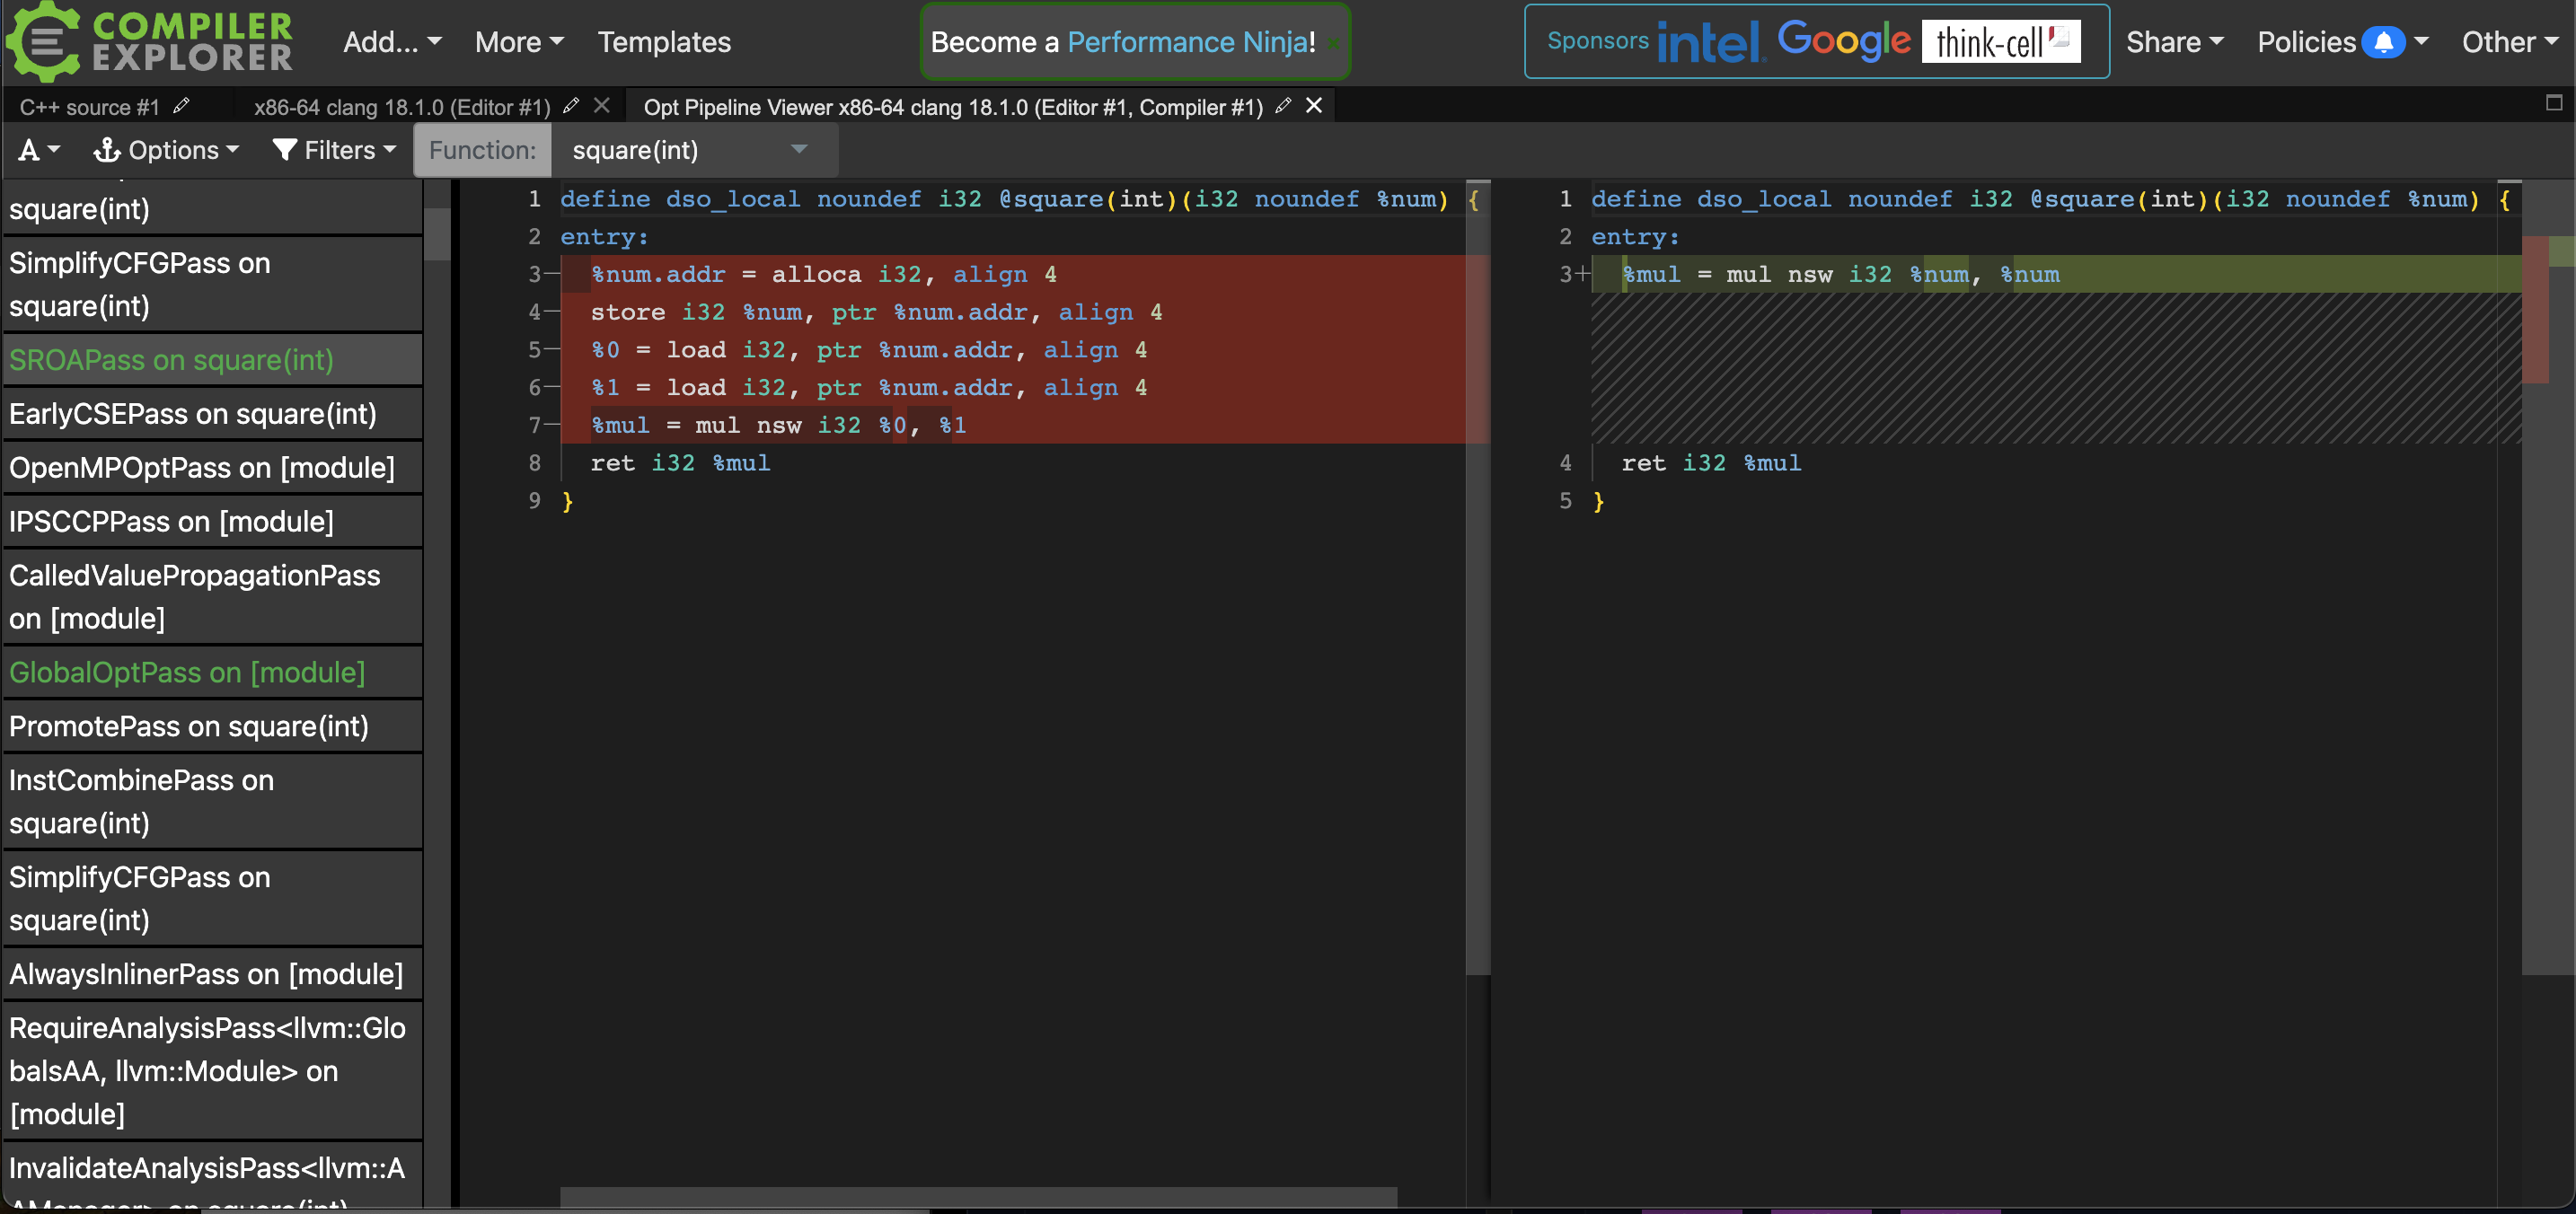 COMPILER
EXPLORER
Add...
More
Templates
Become a Performance Ninja!
Sponsors intel. Google think-cell
Share
Policies
Other
C++ source #1
x86-64 clang 18.1.0 (Editor #1)
Opt Pipeline Viewer x86-64 clang 18.1.0 (Editor #1, Compiler #1)
A
Options
Filters
Function:
square(int)
square(int)
SimplifyCFGPass on
square(int)
SROAPass on square(int)
EarlyCSEPass on square(int)
OpenMPOptPass on [module]
IPSCCPPass on [module]
CalledValuePropagationPass
on [module]
GlobalOptPass on [module]
PromotePass on square(int)
InstCombinePass on
square(int)
SimplifyCFGPass on
square(int)
AlwaysInlinerPass on [module]
RequireAnalysisPass<llvm::Glo
balsAA, llvm::Module> on
[module]
InvalidateAnalysisPass<llvm::A
AManager> on square(int)
1 define dso_local noundef i32 @square(int)(i32 noundef %num) {
2 entry:
3− %num.addr = alloca i32, align 4
4− store i32 %num, ptr %num.addr, align 4
5− %0 = load i32, ptr %num.addr, align 4
6− %1 = load i32, ptr %num.addr, align 4
7− %mul = mul nsw i32 %0, %1
8 ret i32 %mul
9 }
1 define dso_local noundef i32 @square(int)(i32 noundef %num) {
2 entry:
3+ %mul = mul nsw i32 %num, %num
4 ret i32 %mul
5 }